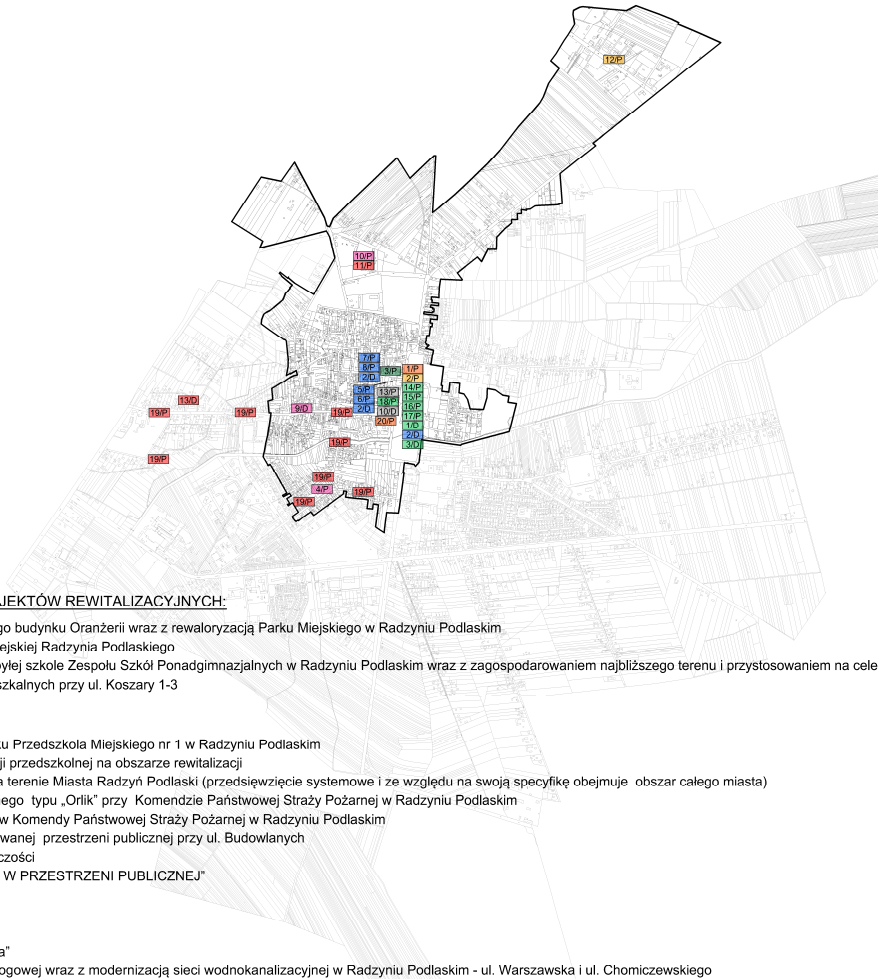 12/P
10/P
11/P
7/P
8/P
2/D
3/P
1/P
2/P
5/P
6/P
2/D
13/P
18/P
10/D
20/P
14/P
15/P
16/P
17/P
1/D
2/D
3/D
13/D
19/P
19/P
9/D
19/P
19/P
19/P
19/P
4/P
19/P
19/P
JEKTÓW REWITALIZACYJNYCH:
go budynku Oranżerii wraz z rewaloryzacją Parku Miejskiego w Radzyniu Podlaskim
ejskiej Radzynia Podlaskiego
byłej szkole Zespołu Szkół Ponadgimnazjalnych w Radzyniu Podlaskim wraz z zagospodarowaniem najbliższego terenu i przystosowaniem na cele
szkalnych przy ul. Koszary 1-3
ku Przedszkola Miejskiego nr 1 w Radzyniu Podlaskim
ji przedszkolnej na obszarze rewitalizacji
a terenie Miasta Radzyń Podlaski (przedsięwzięcie systemowe i ze względu na swoją specyfikę obejmuje obszar całego miasta)
ego typu „Orlik” przy Komendzie Państwowej Straży Pożarnej w Radzyniu Podlaskim
w Komendy Państwowej Straży Pożarnej w Radzyniu Podlaskim
wanej przestrzeni publicznej przy ul. Budowlanych
czości
W PRZESTRZENI PUBLICZNEJ”
a”
ogowej wraz z modernizacją sieci wodnokanalizacyjnej w Radzyniu Podlaskim - ul. Warszawska i ul. Chomiczewskiego